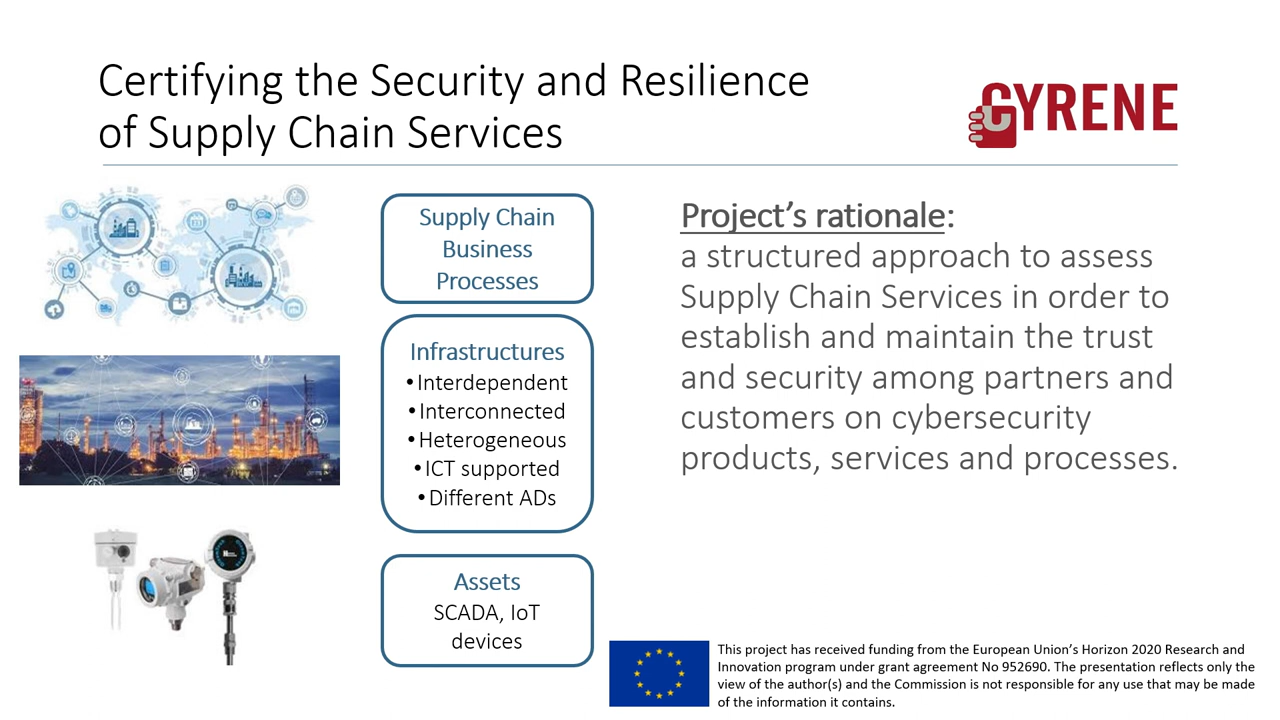 Certifying the Security and Resilience
of Supply Chain Services
CYRENE
Supply Chain
Business
Processes
Infrastructures
• Interdependent
• Interconnected
• Heterogeneous
• ICT supported
• Different ADs
Assets
SCADA, IoT
devices
Project’s rationale:
a structured approach to assess
Supply Chain Services in order to
establish and maintain the trust
and security among partners and
customers on cybersecurity
products, services and processes.
This project has received funding from the European Union’s Horizon 2020 Research and
Innovation program under grant agreement No 952690. The presentation reflects only the
view of the author(s) and the Commission is not responsible for any use that may be made
of the information it contains.